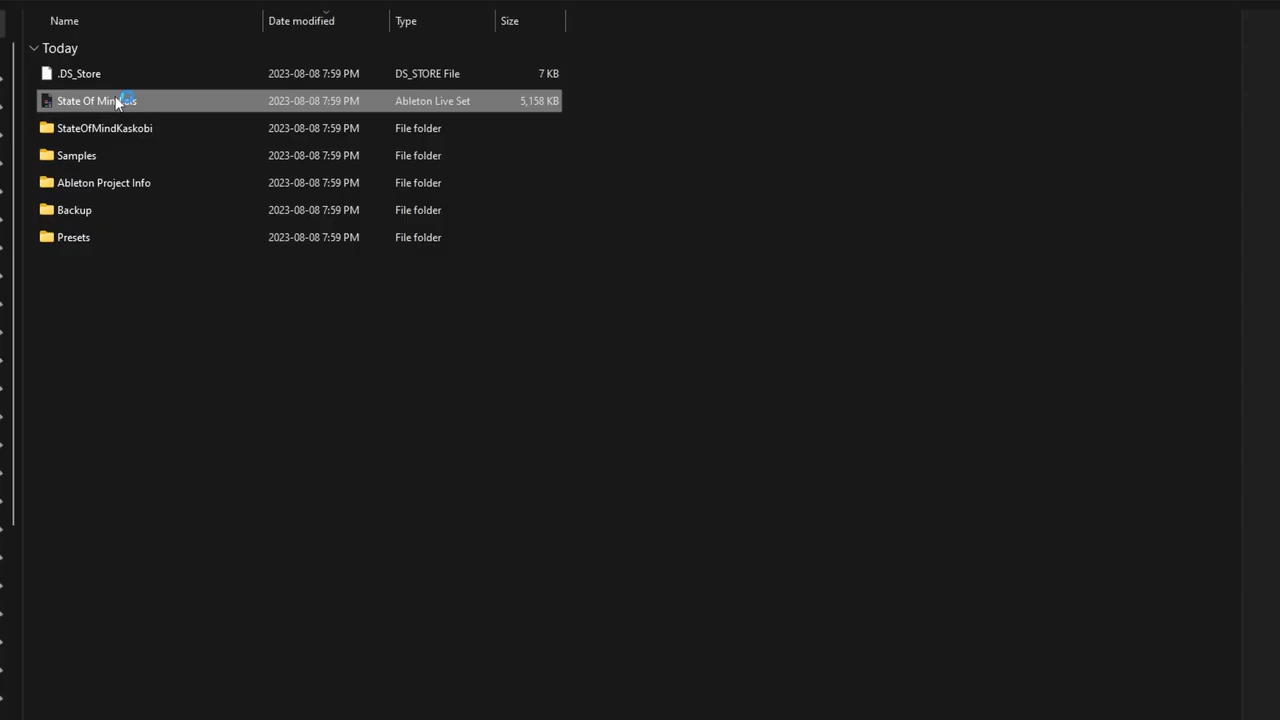 Name Date modified Type Size
Today
.DS_Store 2023-08-08 7:59 PM DS_STORE File 7 KB
State Of 2023-08-08 7:59 PM Ableton Live Set 5,158 KB
StateOfMindKaskobi 2023-08-08 7:59 PM File folder
Samples 2023-08-08 7:59 PM File folder
Ableton Project Info 2023-08-08 7:59 PM File folder
Backup 2023-08-08 7:59 PM File folder
Presets 2023-08-08 7:59 PM File folder